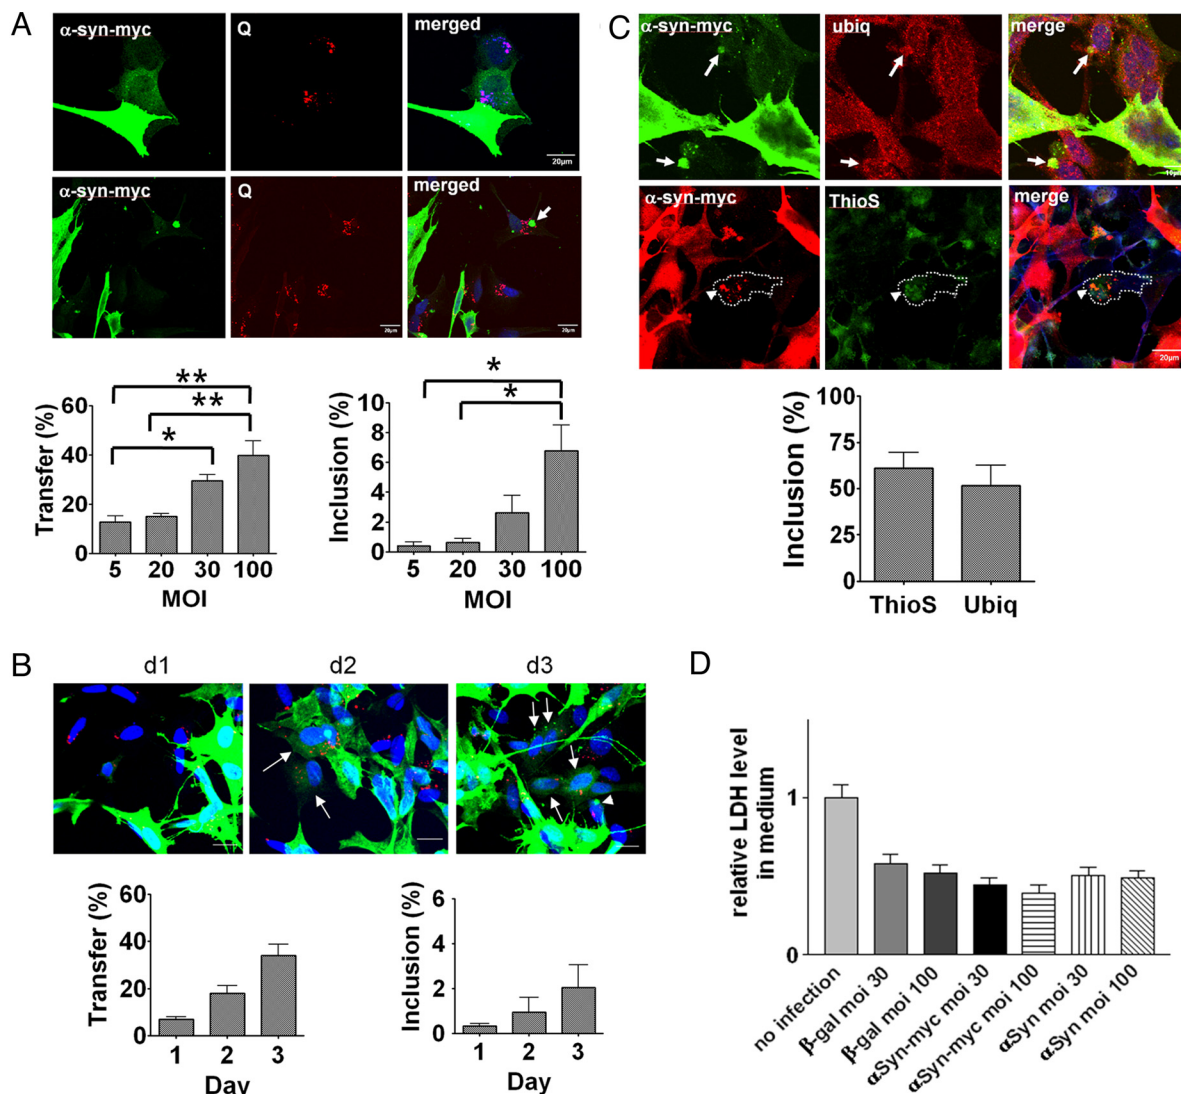 A
α-syn-myc
Q
merged
20µm
α-syn-myc
Q
merged
20µm
20µm
Transfer (%)
60
40
20
0
**
**
*
5 20 30 100
MOI
Inclusion (%)
10
8
6
4
2
0
*
*
5 20 30 100
MOI
B
d1 d2 d3
Transfer (%)
60
40
20
0
1 2 3
Day
Inclusion (%)
6
4
2
0
1 2 3
Day
C
α-syn-myc
ubiq
merge
10µm
α-syn-myc
ThioS
merge
20µm
Inclusion (%)
100
75
50
25
0
ThioS Ubiq
D
relative LDH level
in medium
1
0
no infection
β-gal moi 30
β-gal moi 100
αSyn-myc moi 30
αSyn-myc moi 100
αSyn moi 30
αSyn moi 100